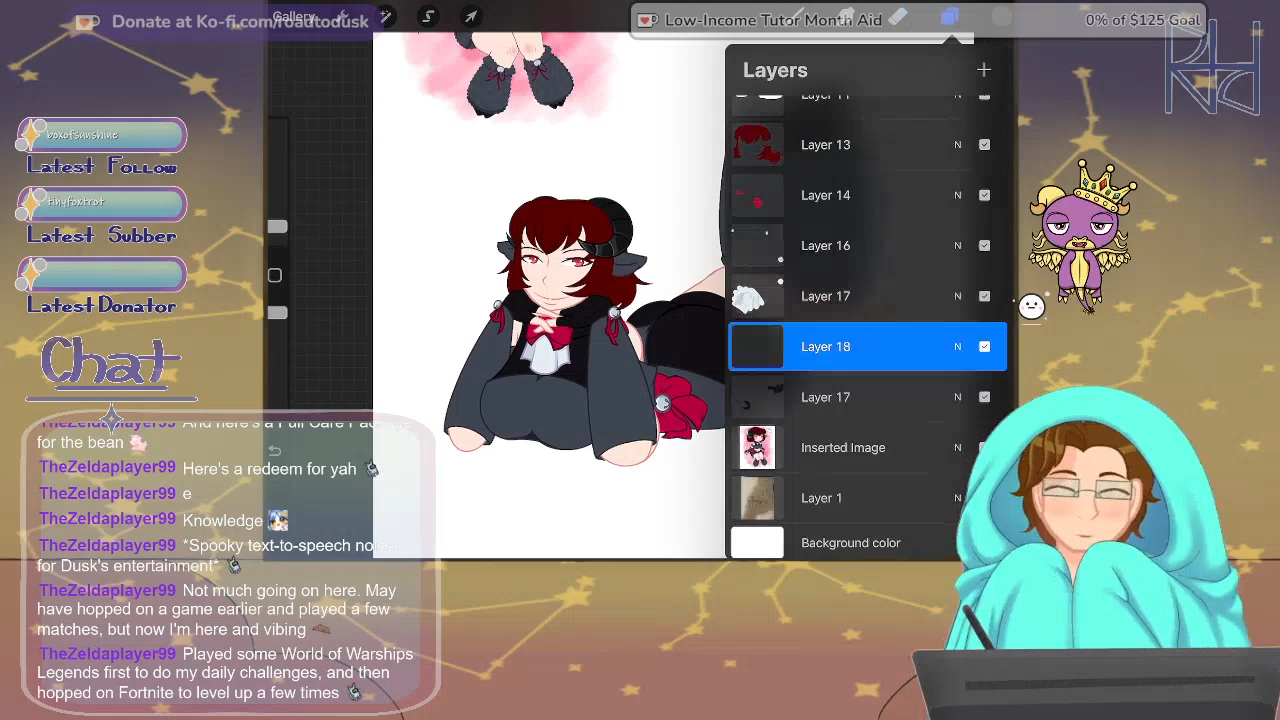 Donate at Ko-fi.com/roadtodusk
Gallery
Low-Income Tutor Month Aid
0% of $125 Goal
Layers
Layer 13
N
Layer 14
N
Layer 16
N
Layer 17
N
Layer 18
N
Layer 17
N
Inserted Image
N
Layer 1
N
Background color
boxofsunshine
Latest Follow
tinyfoxtrot
Latest Subber
Latest Donator
Chat
for the bean
TheZeldaplayer99 Here's a redeem for yah
TheZeldaplayer99 e
TheZeldaplayer99 Knowledge
TheZeldaplayer99 *Spooky text-to-speech
for Dusk's entertainment*
TheZeldaplayer99 Not much going on here. May
have hopped on a game earlier and played a few
matches, but now I'm here and vibing
TheZeldaplayer99 Played some World of Warships
Legends first to do my daily challenges, and then
hopped on Fortnite to level up a few times